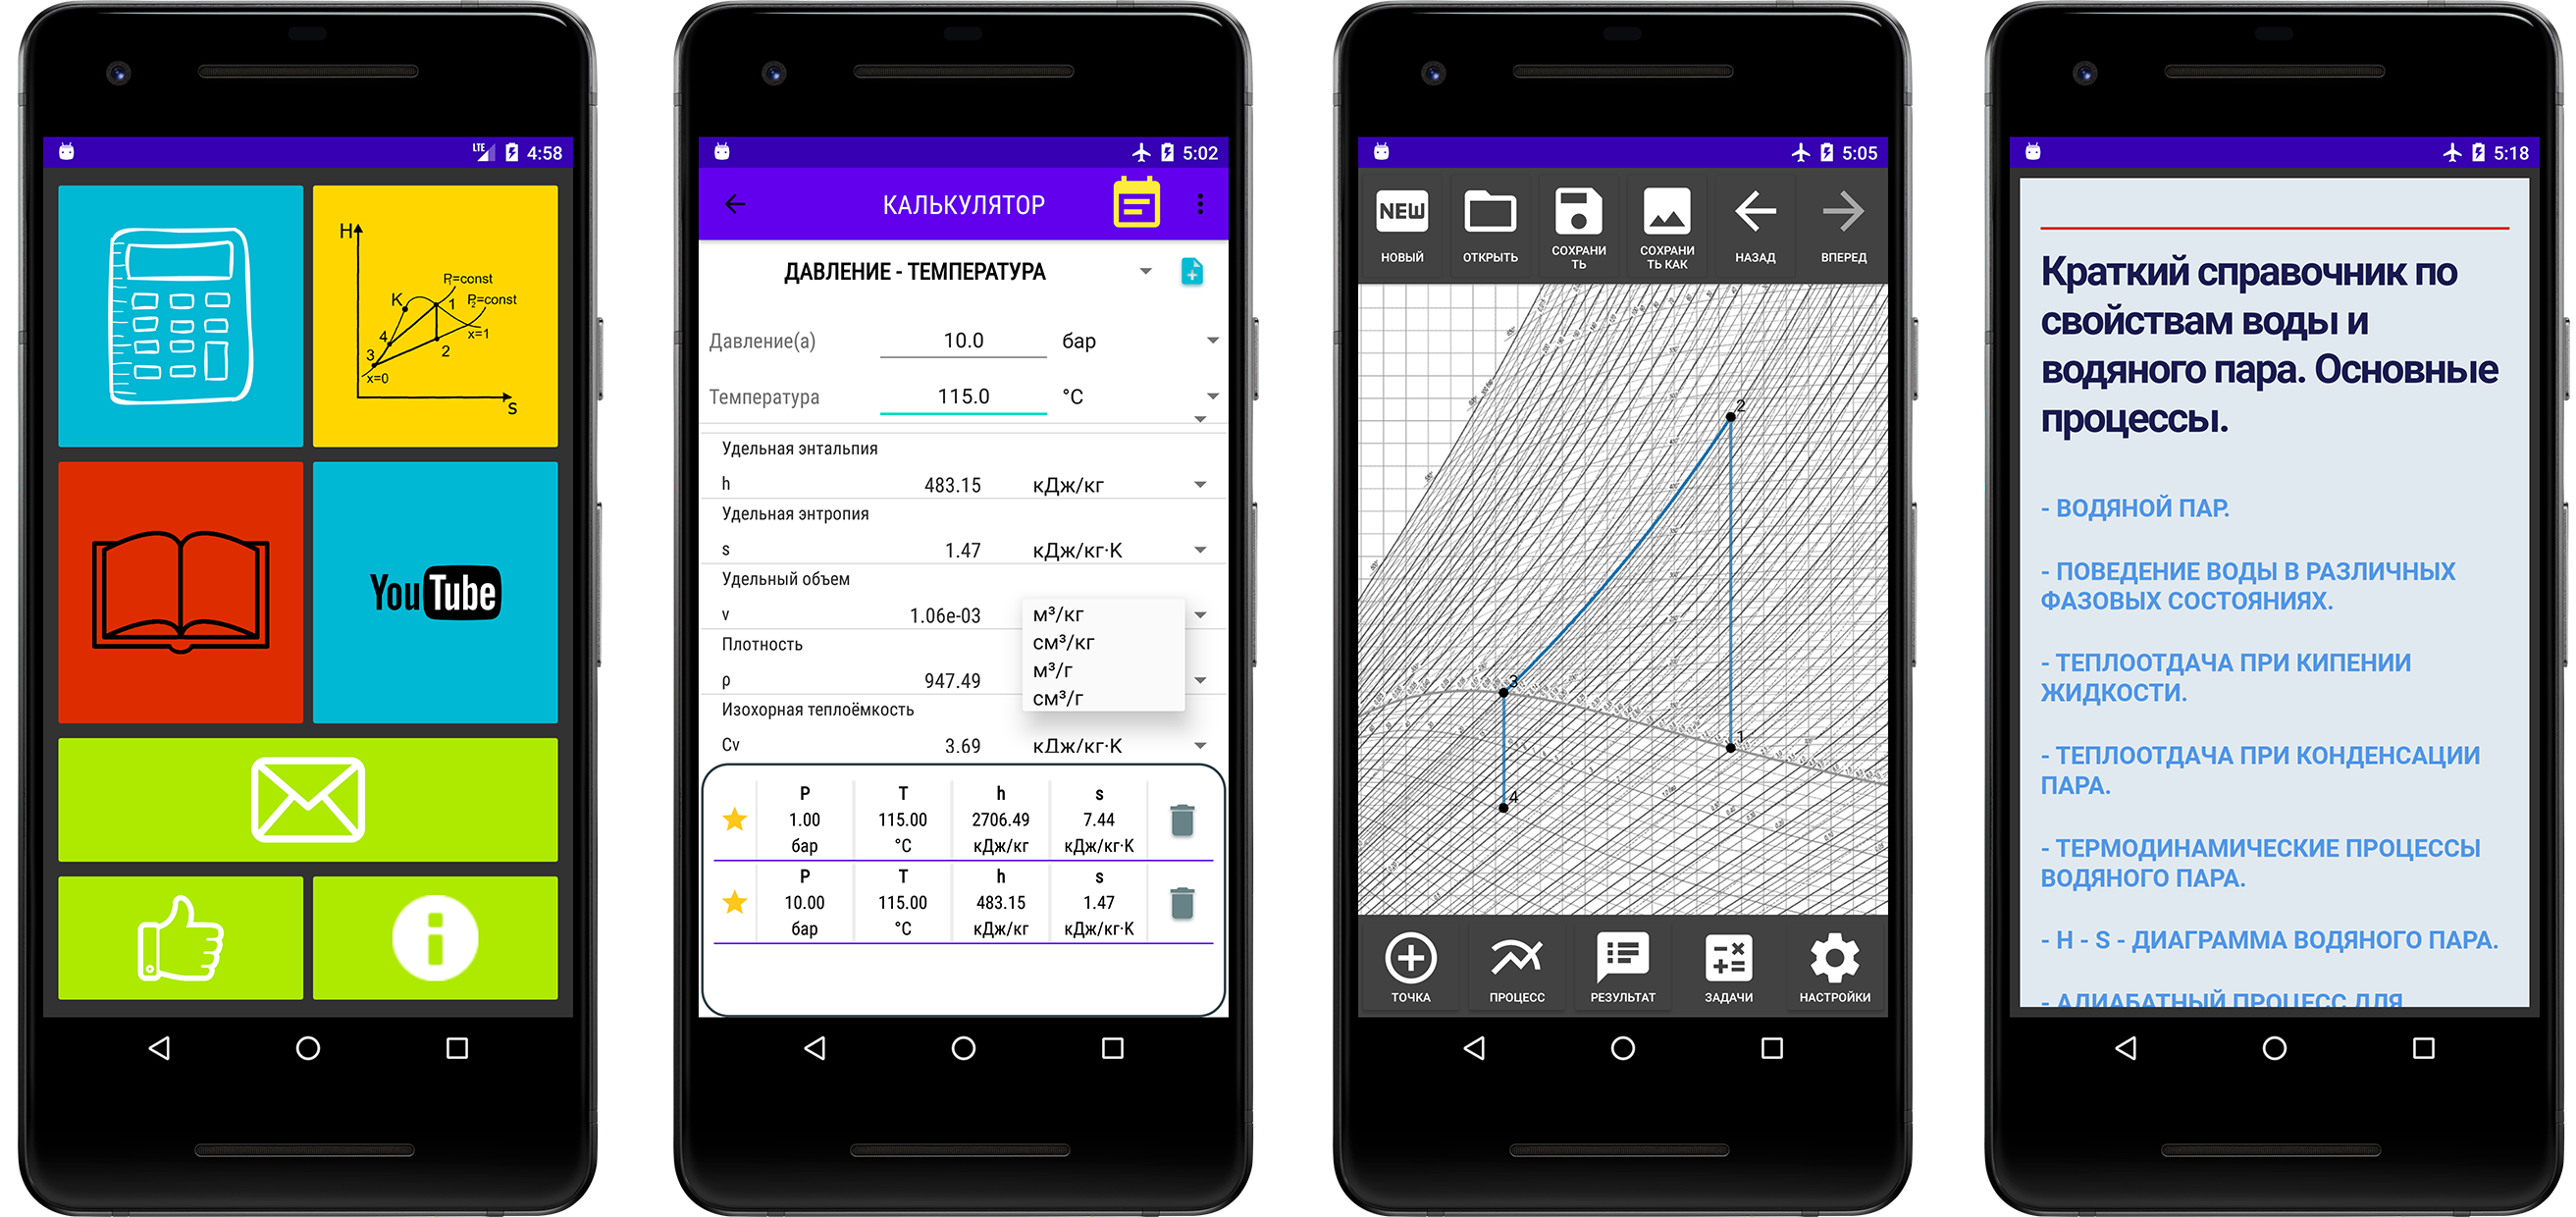 LTE 4:58
H
P₁=const
K 1 P₂=const
4 x=1
3 2
x=0
S
YouTube
5:02
КАЛЬКУЛЯТОР
ДАВЛЕНИЕ - ТЕМПЕРАТУРА
Давление(а) 10.0 бар
Температура 115.0 °C
Удельная энтальпия
h 483.15 кДж/кг
Удельная энтропия
s 1.47 кДж/кг·K
Удельный объем
v 1.06e-03
м³/кг
см³/кг
м³/г
см³/г
Плотность
ρ 947.49
Изохорная теплоёмкость
Cv 3.69 кДж/кг·K
P T h s
1.00 115.00 2706.49 7.44
бар °C кДж/кг кДж/кг·K
P T h s
10.00 115.00 483.15 1.47
бар °C кДж/кг кДж/кг·K
5:05
NEW
НОВЫЙ
ОТКРЫТЬ
СОХРАНИ
ТЬ
СОХРАНИ
ТЬ КАК
НАЗАД
ВПЕРЕД
2
3
1
4
ТОЧКА
ПРОЦЕСС
РЕЗУЛЬТАТ
ЗАДАЧИ
НАСТРОЙКИ
5:18
Краткий справочник по
свойствам воды и
водяного пара. Основные
процессы.
- ВОДЯНОЙ ПАР.
- ПОВЕДЕНИЕ ВОДЫ В РАЗЛИЧНЫХ
ФАЗОВЫХ СОСТОЯНИЯХ.
- ТЕПЛООТДАЧА ПРИ КИПЕНИИ
ЖИДКОСТИ.
- ТЕПЛООТДАЧА ПРИ КОНДЕНСАЦИИ
ПАРА.
- ТЕРМОДИНАМИЧЕСКИЕ ПРОЦЕССЫ
ВОДЯНОГО ПАРА.
- H - S - ДИАГРАММА ВОДЯНОГО ПАРА.
- АДИАБАТНЫЙ ПРОЦЕСС ДЛЯ